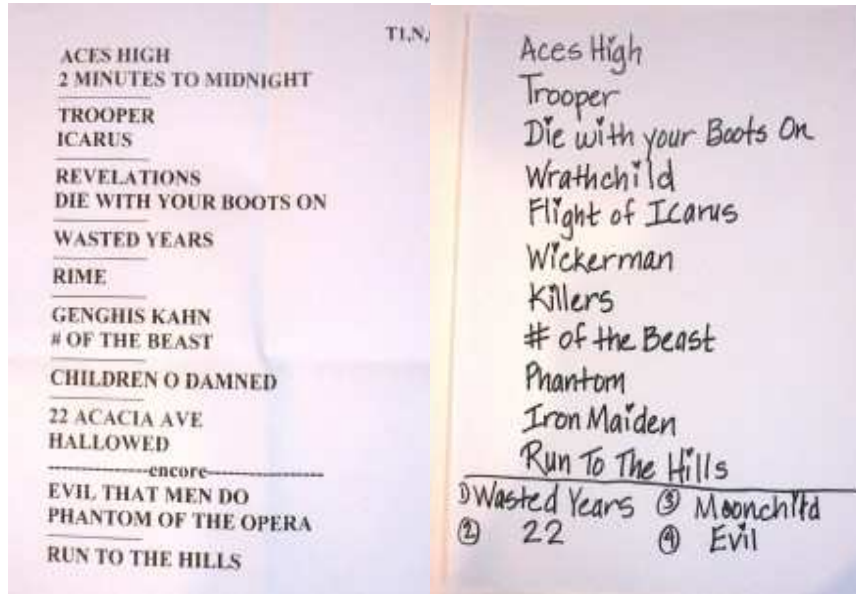 T1,N,
ACES HIGH
2 MINUTES TO MIDNIGHT
TROOPER
ICARUS
REVELATIONS
DIE WITH YOUR BOOTS ON
WASTED YEARS
RIME
GENGHIS KAHN
# OF THE BEAST
CHILDREN O DAMNED
22 ACACIA AVE
HALLOWED
encore
EVIL THAT MEN DO
PHANTOM OF THE OPERA
RUN TO THE HILLS
Aces High
Trooper
Die with your Boots On
Wrathchild
Flight of Icarus
Wickerman
Killers
# of the Beast
Phantom
Iron Maiden
Run To The Hills
1) Wasted Years ③ Moonchild
② 22 ④ Evil